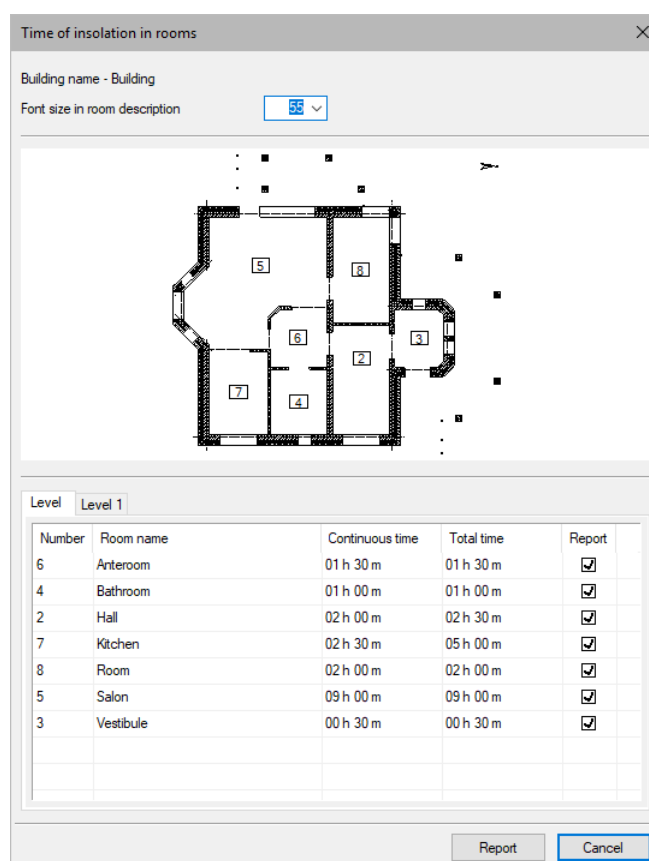 Time of insolation in rooms
Building name - Building
Font size in room description 55
5
8
6
3
2
7
4
Level Level 1
Number Room name Continuous time Total time Report
6 Anteroom 01 h 30 m 01 h 30 m
4 Bathroom 01 h 00 m 01 h 00 m
2 Hall 02 h 00 m 02 h 30 m
7 Kitchen 02 h 30 m 05 h 00 m
8 Room 02 h 00 m 02 h 00 m
5 Salon 09 h 00 m 09 h 00 m
3 Vestibule 00 h 30 m 00 h 30 m
Report Cancel